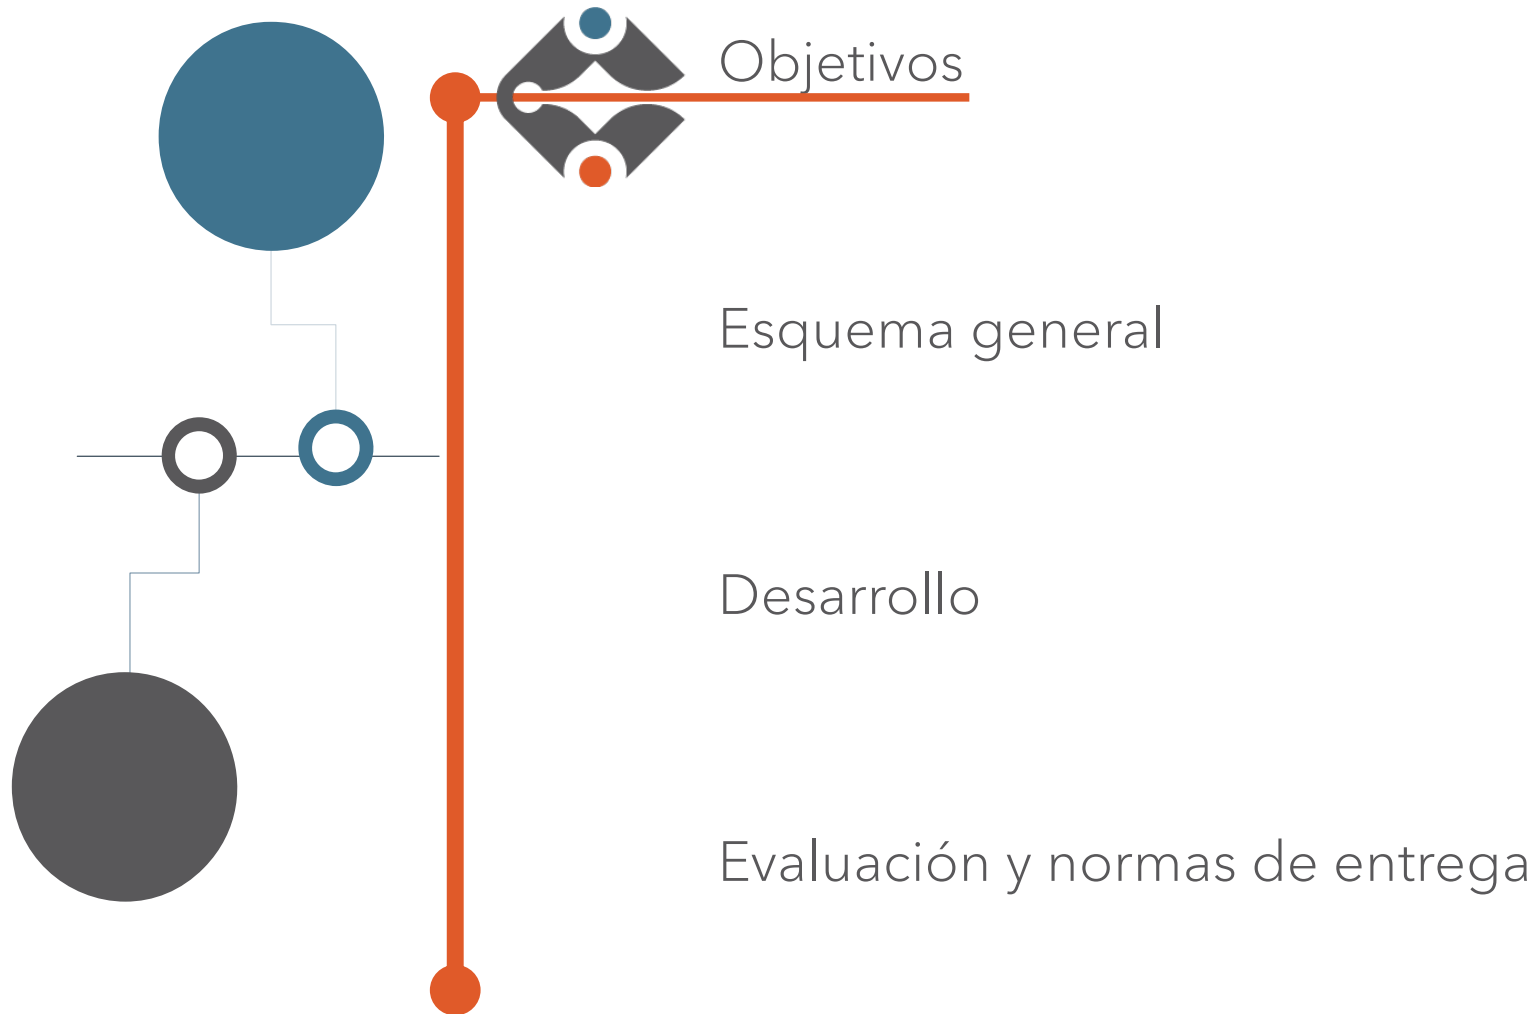 Objetivos
Esquema general
Desarrollo
Evaluación y normas de entrega